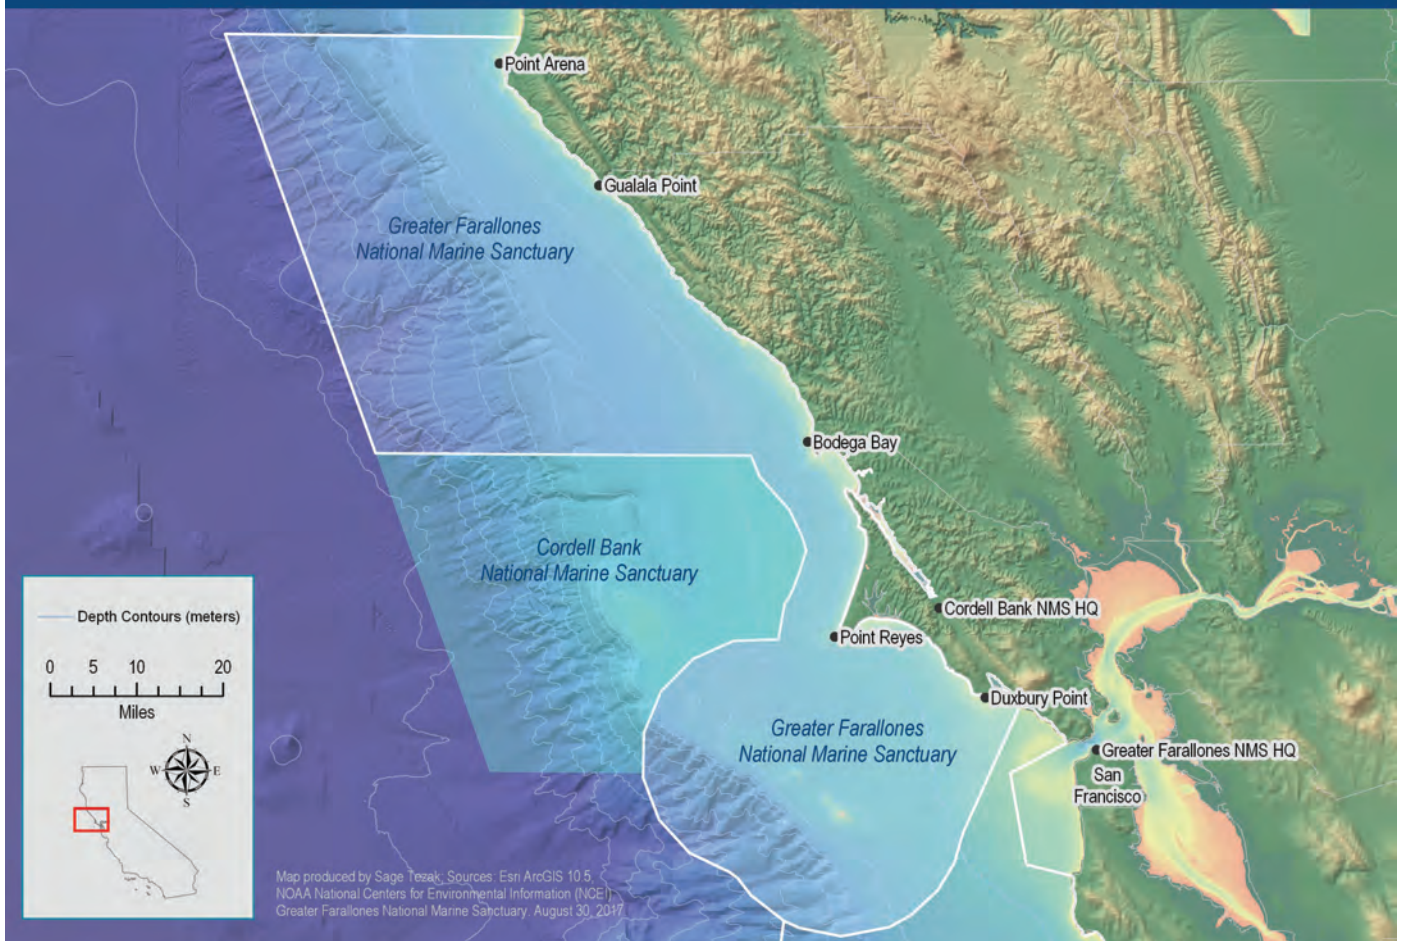 Point Arena
Gualala Point
Greater Farallones
National Marine Sanctuary
Bodega Bay
Cordell Bank
National Marine Sanctuary
Cordell Bank NMS HQ
Point Reyes
Duxbury Point
Greater Farallones
National Marine Sanctuary
Greater Farallones NMS HQ
San
Francisco
Depth Contours (meters)
0 5 10 20
Miles
N
W E
S
Map produced by Sage Tezak; Sources: Esri ArcGIS 10.5,
NOAA National Centers for Environmental Information (NCEI)
Greater Farallones National Marine Sanctuary. August 30, 2017